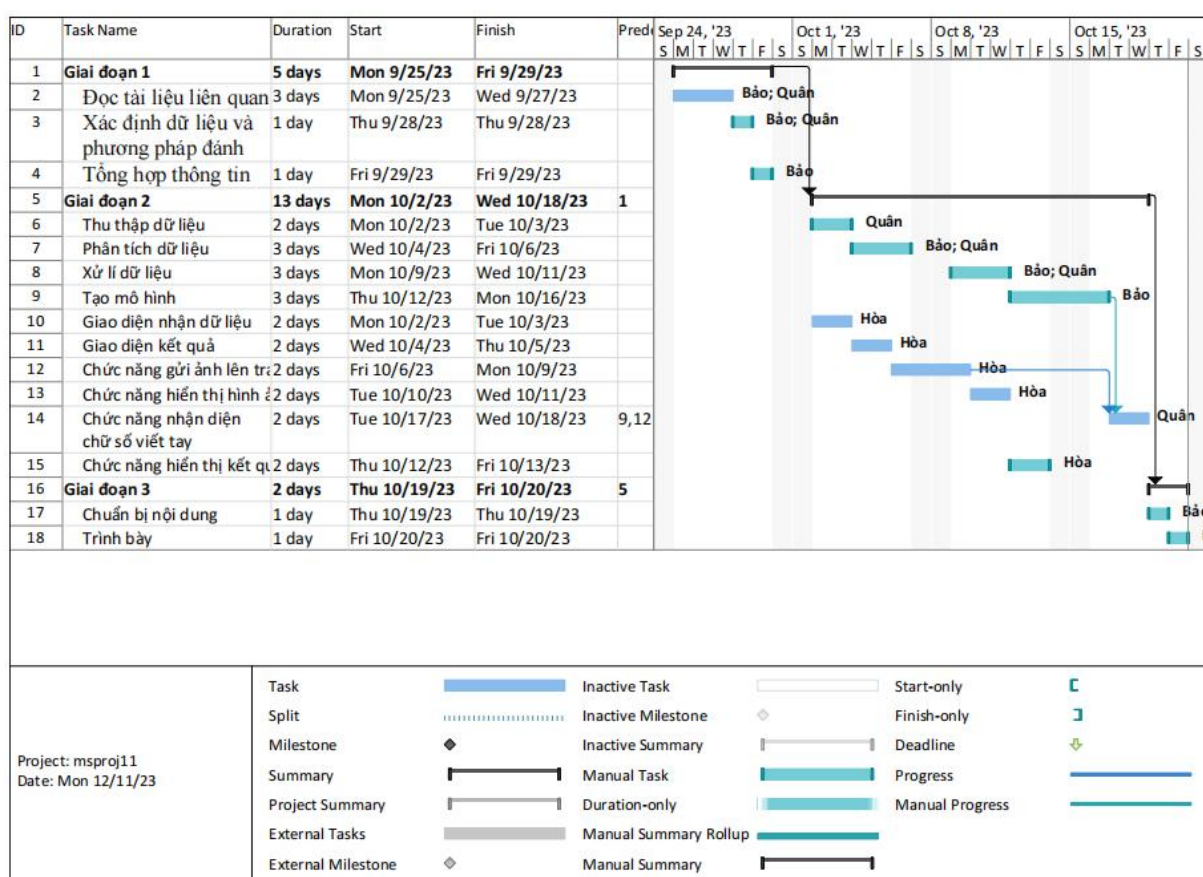 ID Task Name Duration Start Finish Prede Sep 24, '23 Oct 1, '23 Oct 8, '23 Oct 15, '23
S M T W T F S S M T W T F S S M T W T F S S M T W T F S
1 Giai đoạn 1 5 days Mon 9/25/23 Fri 9/29/23
2 Đọc tài liệu liên quan 3 days Mon 9/25/23 Wed 9/27/23 Bảo; Quân
3 Xác định dữ liệu và 1 day Thu 9/28/23 Thu 9/28/23 Bảo; Quân
phương pháp đánh
4 Tổng hợp thông tin 1 day Fri 9/29/23 Fri 9/29/23 Bảo
5 Giai đoạn 2 13 days Mon 10/2/23 Wed 10/18/23 1
6 Thu thập dữ liệu 2 days Mon 10/2/23 Tue 10/3/23 Quân
7 Phân tích dữ liệu 3 days Wed 10/4/23 Fri 10/6/23 Bảo; Quân
8 Xử lí dữ liệu 3 days Mon 10/9/23 Wed 10/11/23 Bảo; Quân
9 Tạo mô hình 3 days Thu 10/12/23 Mon 10/16/23 Bảo
10 Giao diện nhận dữ liệu 2 days Mon 10/2/23 Tue 10/3/23 Hòa
11 Giao diện kết quả 2 days Wed 10/4/23 Thu 10/5/23 Hòa
12 Chức năng gửi ảnh lên tra 2 days Fri 10/6/23 Mon 10/9/23 Hòa
13 Chức năng hiển thị hình 2 days Tue 10/10/23 Wed 10/11/23 Hòa
14 Chức năng nhận diện 2 days Tue 10/17/23 Wed 10/18/23 9,12 Quân
chữ số viết tay
15 Chức năng hiển thị kết qu 2 days Thu 10/12/23 Fri 10/13/23 Hòa
16 Giai đoạn 3 2 days Thu 10/19/23 Fri 10/20/23 5
17 Chuẩn bị nội dung 1 day Thu 10/19/23 Thu 10/19/23 Bảo
18 Trình bày 1 day Fri 10/20/23 Fri 10/20/23
Project: msproj11
Date: Mon 12/11/23
Task Inactive Task Start-only
Split Inactive Milestone Finish-only
Milestone Inactive Summary Deadline
Summary Manual Task Progress
Project Summary Duration-only Manual Progress
External Tasks Manual Summary Rollup
External Milestone Manual Summary